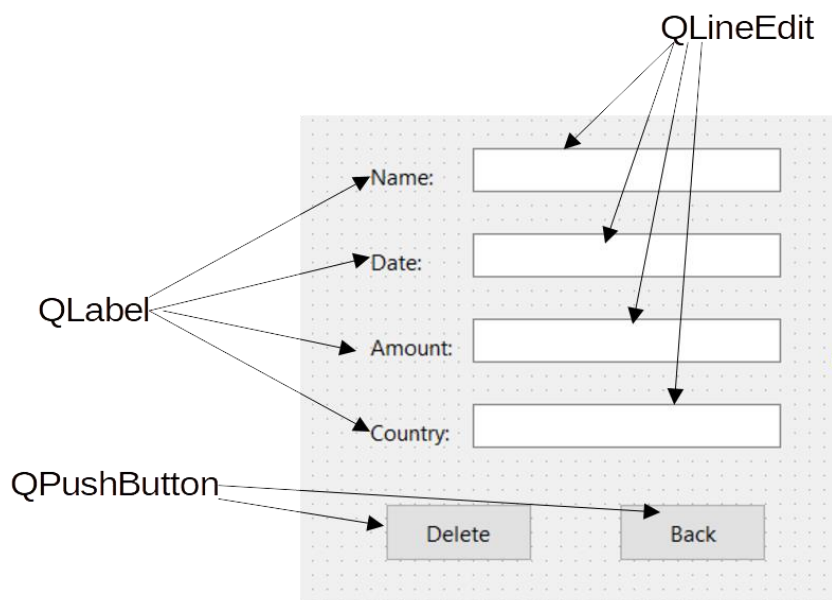 QLineEdit
Name:
Date:
QLabel
Amount:
Country:
QPushButton
Delete
Back